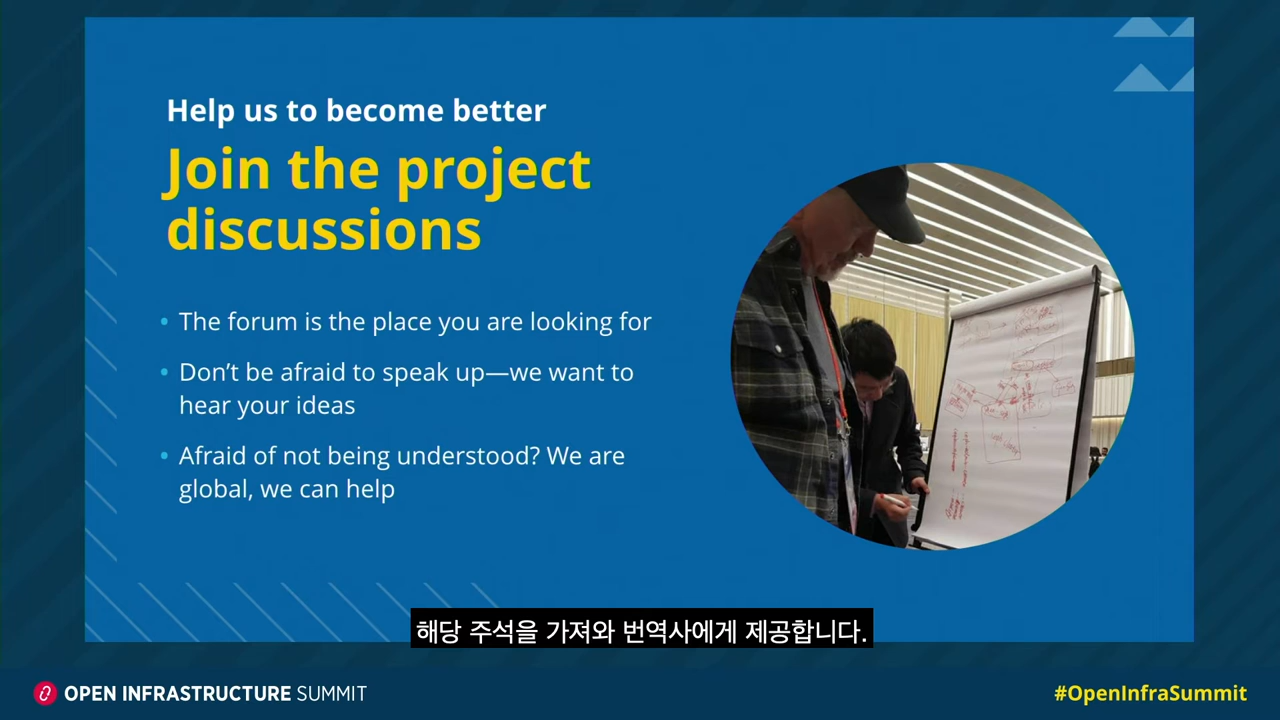 Help us to become better
Join the project
discussions
• The forum is the place you are looking for
• Don't be afraid to speak up—we want to
hear your ideas
• Afraid of not being understood? We are
global, we can help
해당 주석을 가져와 번역사에게 제공합니다.
OPEN INFRASTRUCTURE SUMMIT
#OpenInfraSummit